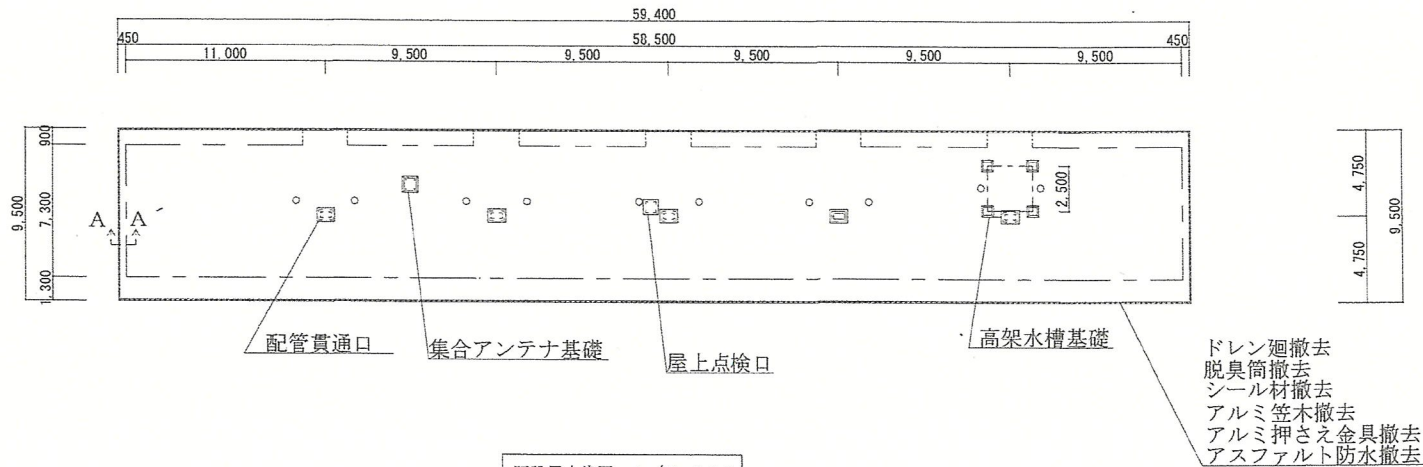 59,400
450 58,500 450
11,000 9,500 9,500 9,500 9,500 9,500
900
9,500 7,300
1,300
A A
2,500
4,750
9,500
4,750
配管貫通口
集合アンテナ基礎
屋上点検口
高架水槽基礎
ドレン廻撤去
脱臭筒撤去
シール材撤去
アルミ笠木撤去
アルミ押さえ金具撤去
アスファルト防水撤去